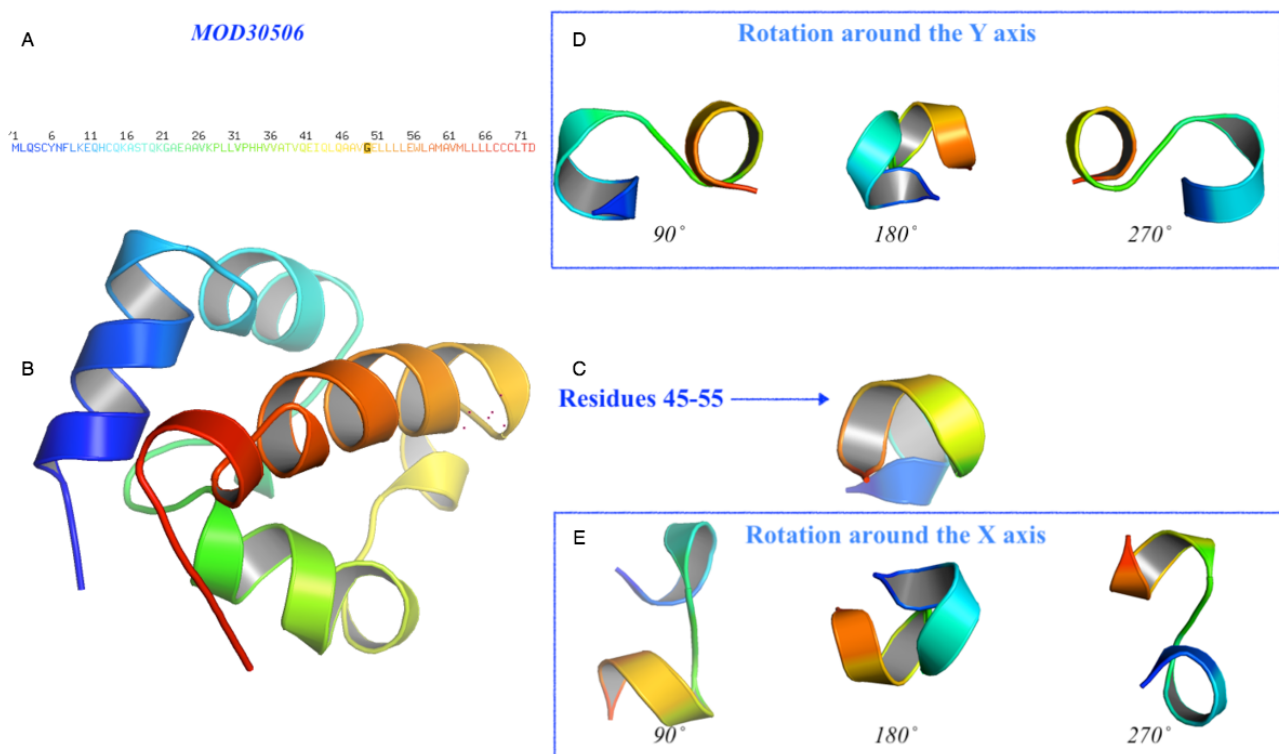 A
MOD30506
/1 6 11 16 21 26 31 36 41 46 51 56 61 66 71
MLQSCYNFLKEQHCQKASTQKGAEAAVKPLLVPHHVVATVQEIQLQAAVGELLLLEWLAMAVMLLLLCCCLTD
B
C
Residues 45-55
D
Rotation around the Y axis
90°
180°
270°
E
Rotation around the X axis
90°
180°
270°